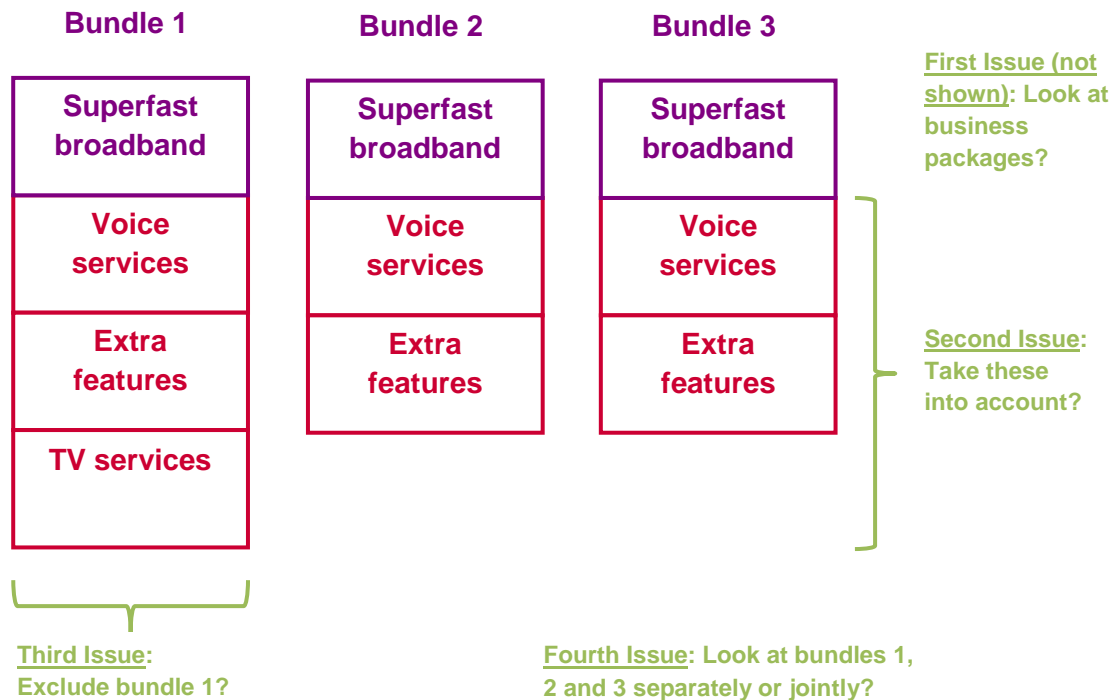 Bundle 1
Bundle 2
Bundle 3
First Issue (not
shown): Look at
business
packages?
Superfast
broadband
Superfast
broadband
Superfast
broadband
Voice
services
Voice
services
Voice
services
Extra
features
Extra
features
Extra
features
Second Issue:
Take these
into account?
TV services
Third Issue:
Exclude bundle 1?
Fourth Issue: Look at bundles 1,
2 and 3 separately or jointly?